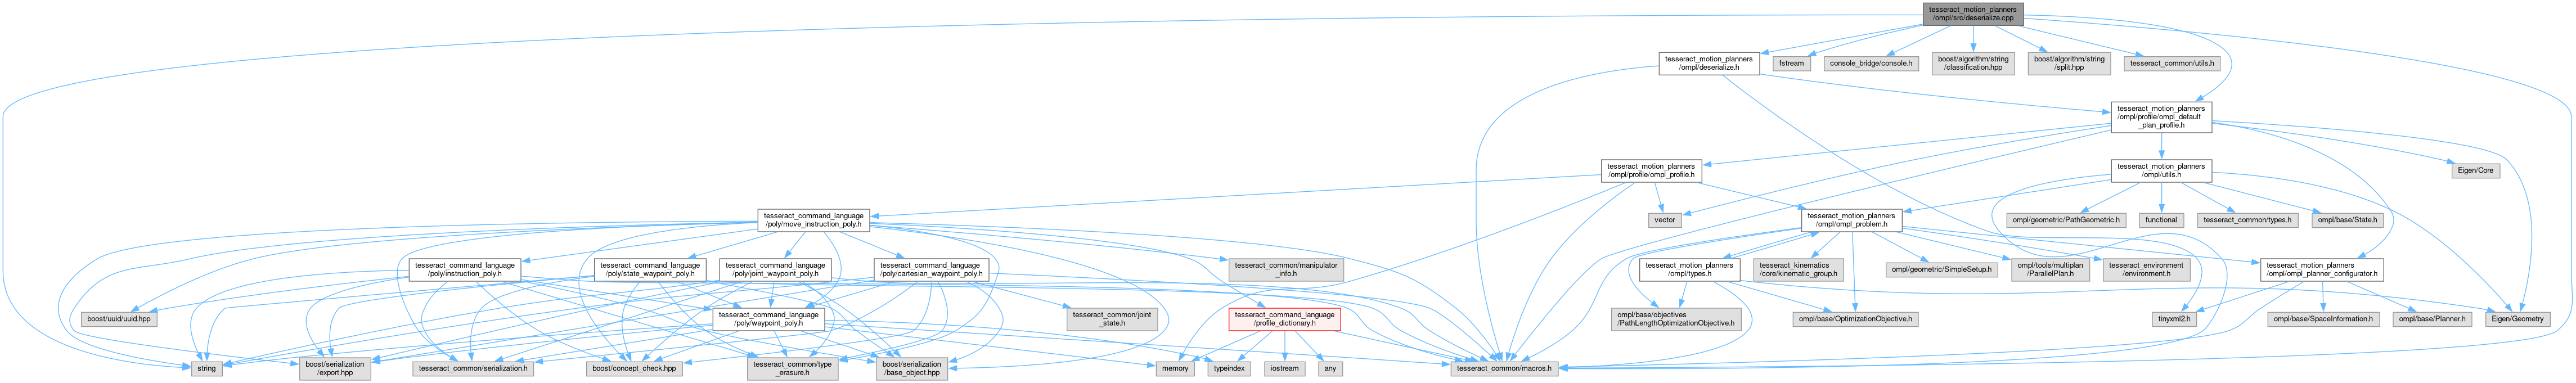 tesseract_motion_planners
/ompl/src/deserialize.cpp
tesseract_motion_planners
/ompl/deserialize.h
fstream
console_bridge/console.h
boost/algorithm/string
/classification.hpp
boost/algorithm/string
/split.hpp
tesseract_common/utils.h
tesseract_motion_planners
/ompl/profile/ompl_default
_plan_profile.h
tesseract_motion_planners
/ompl/profile/ompl_profile.h
tesseract_motion_planners
/ompl/utils.h
Eigen/Core
tesseract_command_language
/poly/move_instruction_poly.h
vector
tesseract_motion_planners
/ompl/ompl_problem.h
ompl/geometric/PathGeometric.h
functional
tesseract_common/types.h
ompl/base/State.h
tesseract_command_language
/poly/instruction_poly.h
tesseract_command_language
/poly/state_waypoint_poly.h
tesseract_command_language
/poly/joint_waypoint_poly.h
tesseract_command_language
/poly/cartesian_waypoint_poly.h
tesseract_common/manipulator
_info.h
tesseract_motion_planners
/ompl/types.h
tesseract_kinematics
/core/kinematic_group.h
ompl/geometric/SimpleSetup.h
ompl/tools/multiplan
/ParallelPlan.h
tesseract_environment
/environment.h
tesseract_motion_planners
/ompl/ompl_planner_configurator.h
boost/uuid/uuid.hpp
tesseract_command_language
/poly/waypoint_poly.h
tesseract_common/joint
_state.h
tesseract_command_language
/profile_dictionary.h
ompl/base/objectives
/PathLengthOptimizationObjective.h
ompl/base/OptimizationObjective.h
tinyxml2.h
ompl/base/SpaceInformation.h
ompl/base/Planner.h
Eigen/Geometry
string
boost/serialization
/export.hpp
tesseract_common/serialization.h
boost/concept_check.hpp
tesseract_common/type
_erasure.h
boost/serialization
/base_object.hpp
memory
typeindex
iostream
any
tesseract_common/macros.h